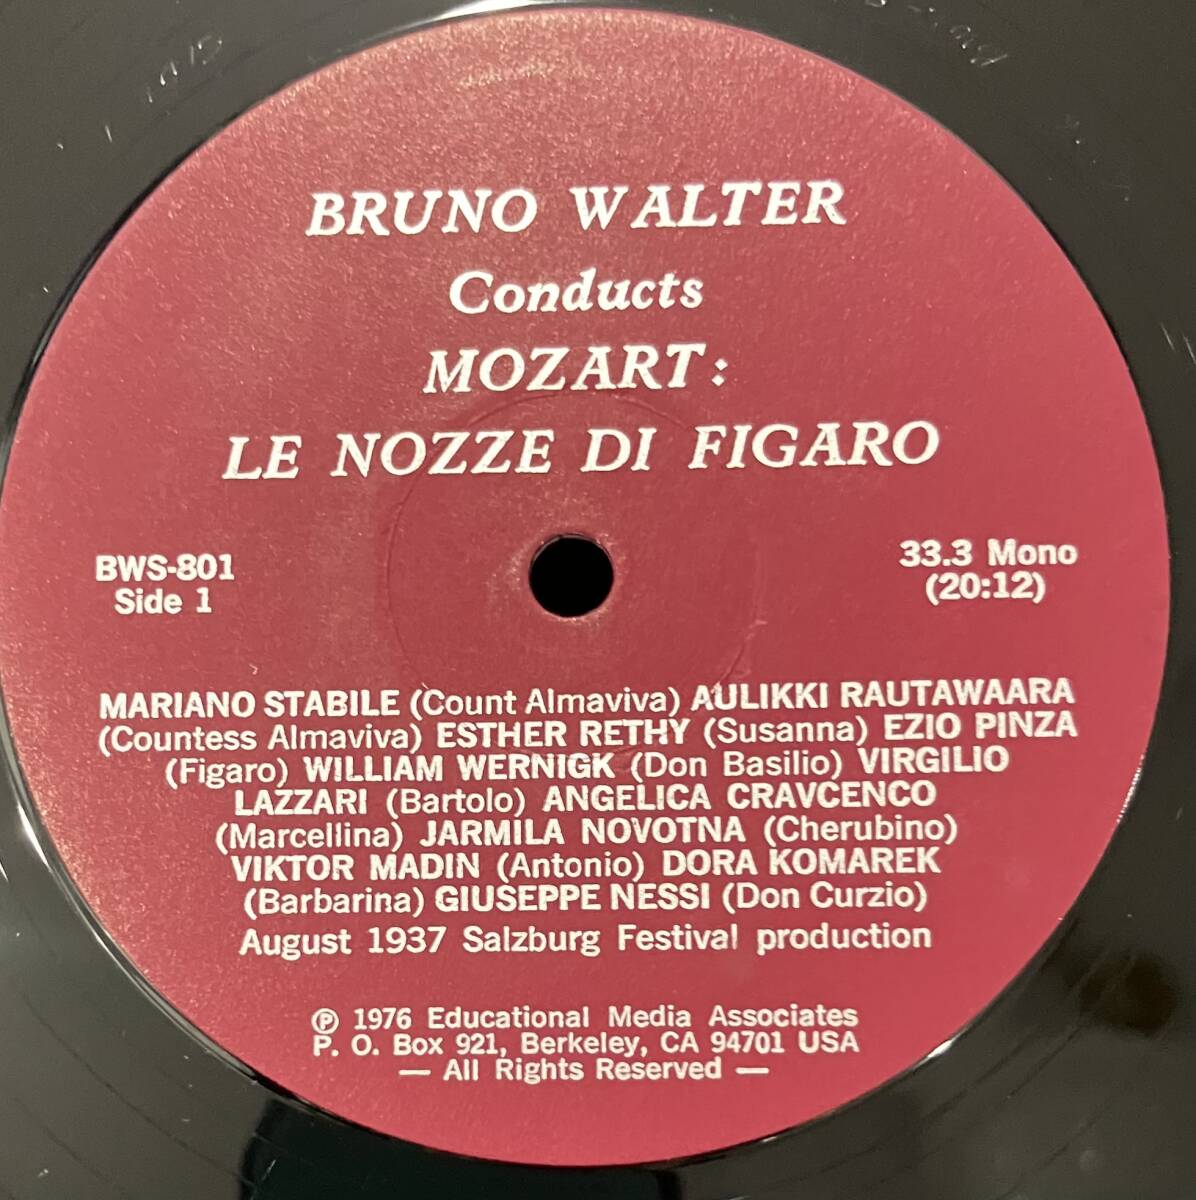 BRUNO WALTER
Conducts
MOZART:
LE NOZZE DI FIGARO
BWS-801
Side 1
33.3 Mono
(20:12)
MARIANO STABILE (Count Almaviva) AULIKKI RAUTAWAARA
(Countess Almaviva) ESTHER RETHY (Susanna) EZIO PINZA
(Figaro) WILLIAM WERNIGK (Don Basilio) VIRGILIO
LAZZARI (Bartolo) ANGELICA CRAVCENCO
(Marcellina) JARMILA NOVOTNA (Cherubino)
VIKTOR MADIN (Antonio) DORA KOMAREK
(Barbarina) GIUSEPPE NESSI (Don Curzio)
August 1937 Salzburg Festival production
℗ 1976 Educational Media Associates
P. O. Box 921, Berkeley, CA 94701 USA
— All Rights Reserved —